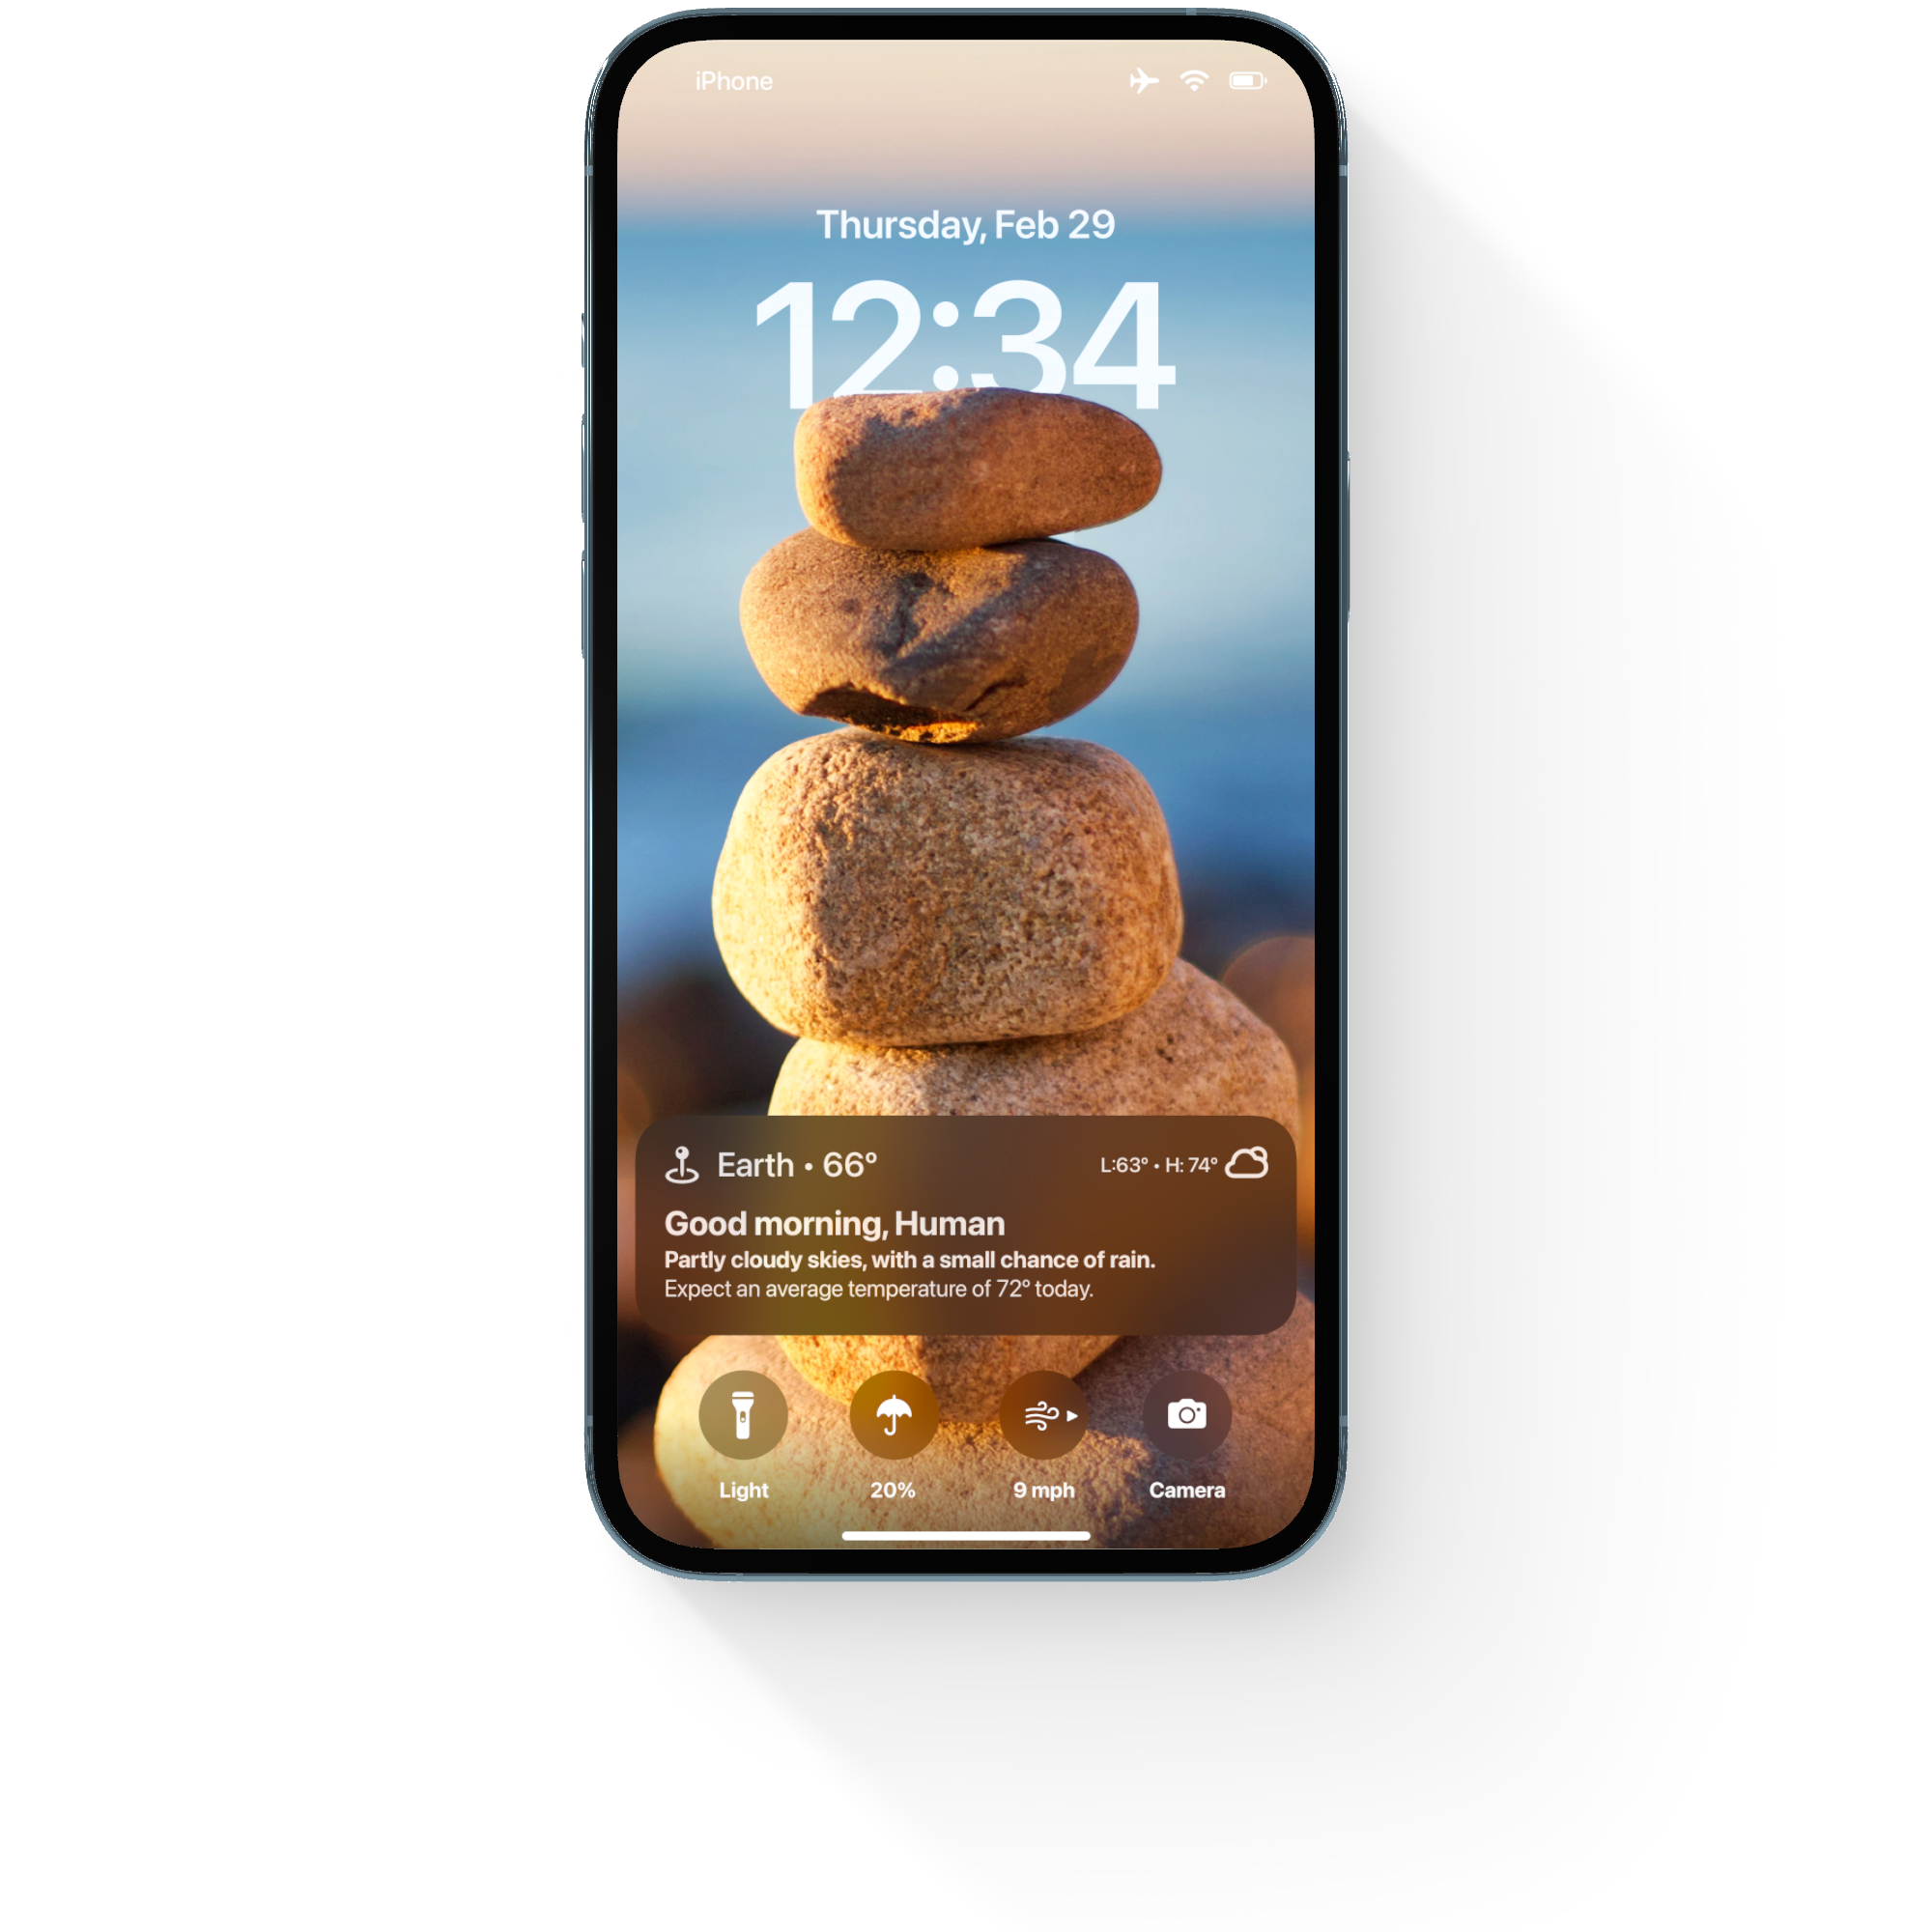 iPhone
Thursday, Feb 29
12:34
Earth • 66°
L:63° • H: 74°
Good morning, Human
Partly cloudy skies, with a small chance of rain.
Expect an average temperature of 72° today.
Light
20%
9 mph
Camera